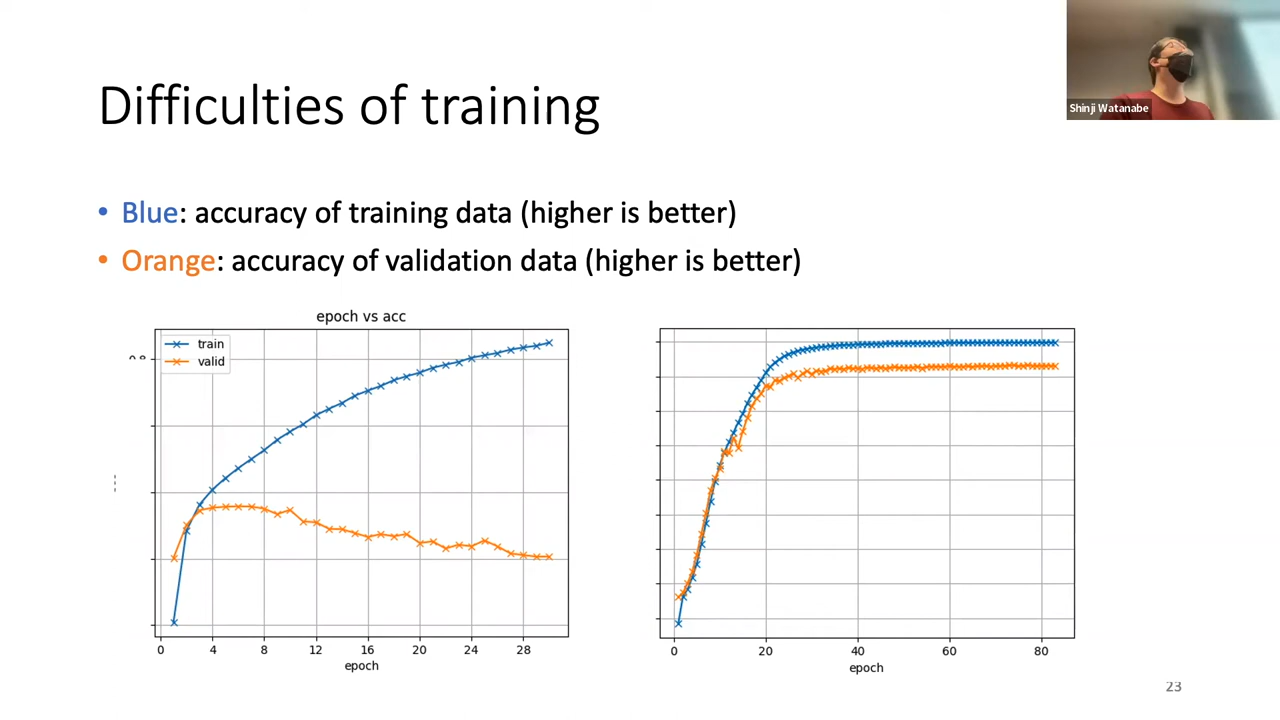 Shinji Watanabe
Difficulties of training
• Blue: accuracy of training data (higher is better)
• Orange: accuracy of validation data (higher is better)
epoch vs acc
train
valid
0 4 8 12 16 20 24 28
epoch
0 20 40 60 80
epoch
23